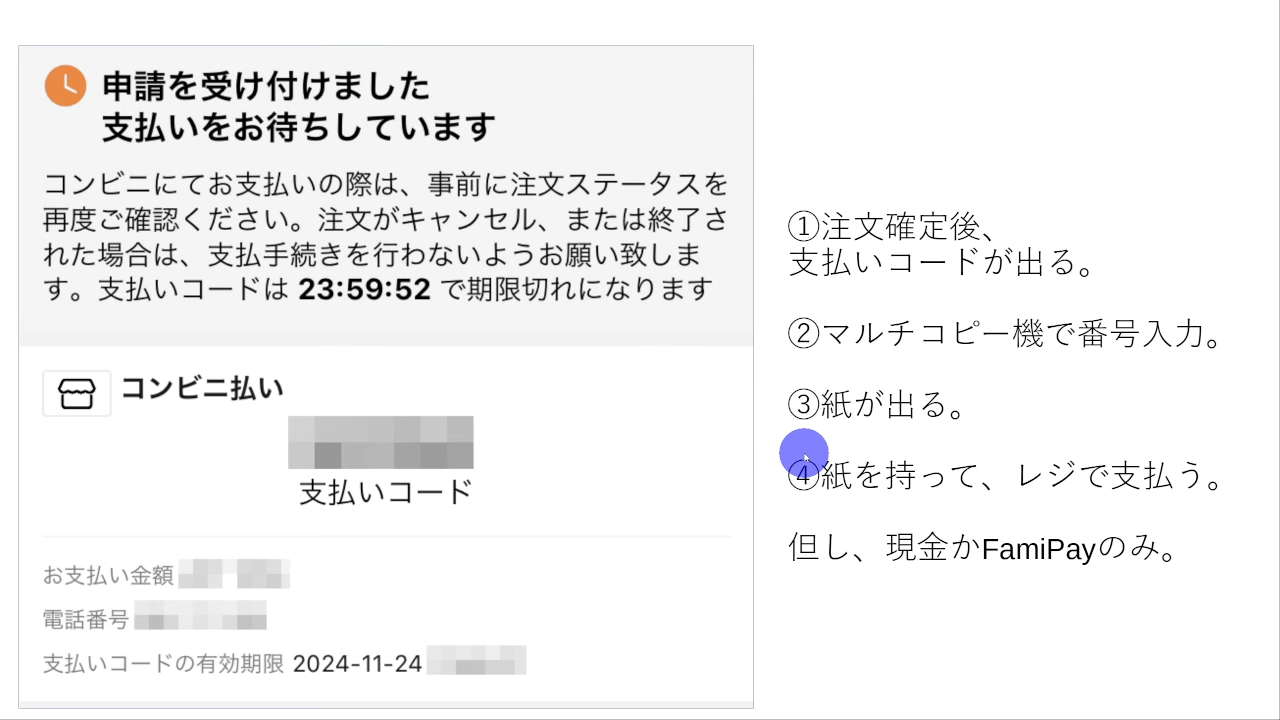 申請を受け付けました
支払いをお待ちしています
コンビニにてお支払いの際は、事前に注文ステータスを
再度ご確認ください。注文がキャンセル、または終了さ
れた場合は、支払手続きを行わないようお願い致しま
す。支払いコードは 23:59:52 で期限切れになります
コンビニ払い
支払いコード
お支払い金額
電話番号
支払いコードの有効期限 2024-11-24
①注文確定後、
支払いコードが出る。
②マルチコピー機で番号入力。
③紙が出る。
④紙を持って、レジで支払う。
但し、現金かFamiPayのみ。